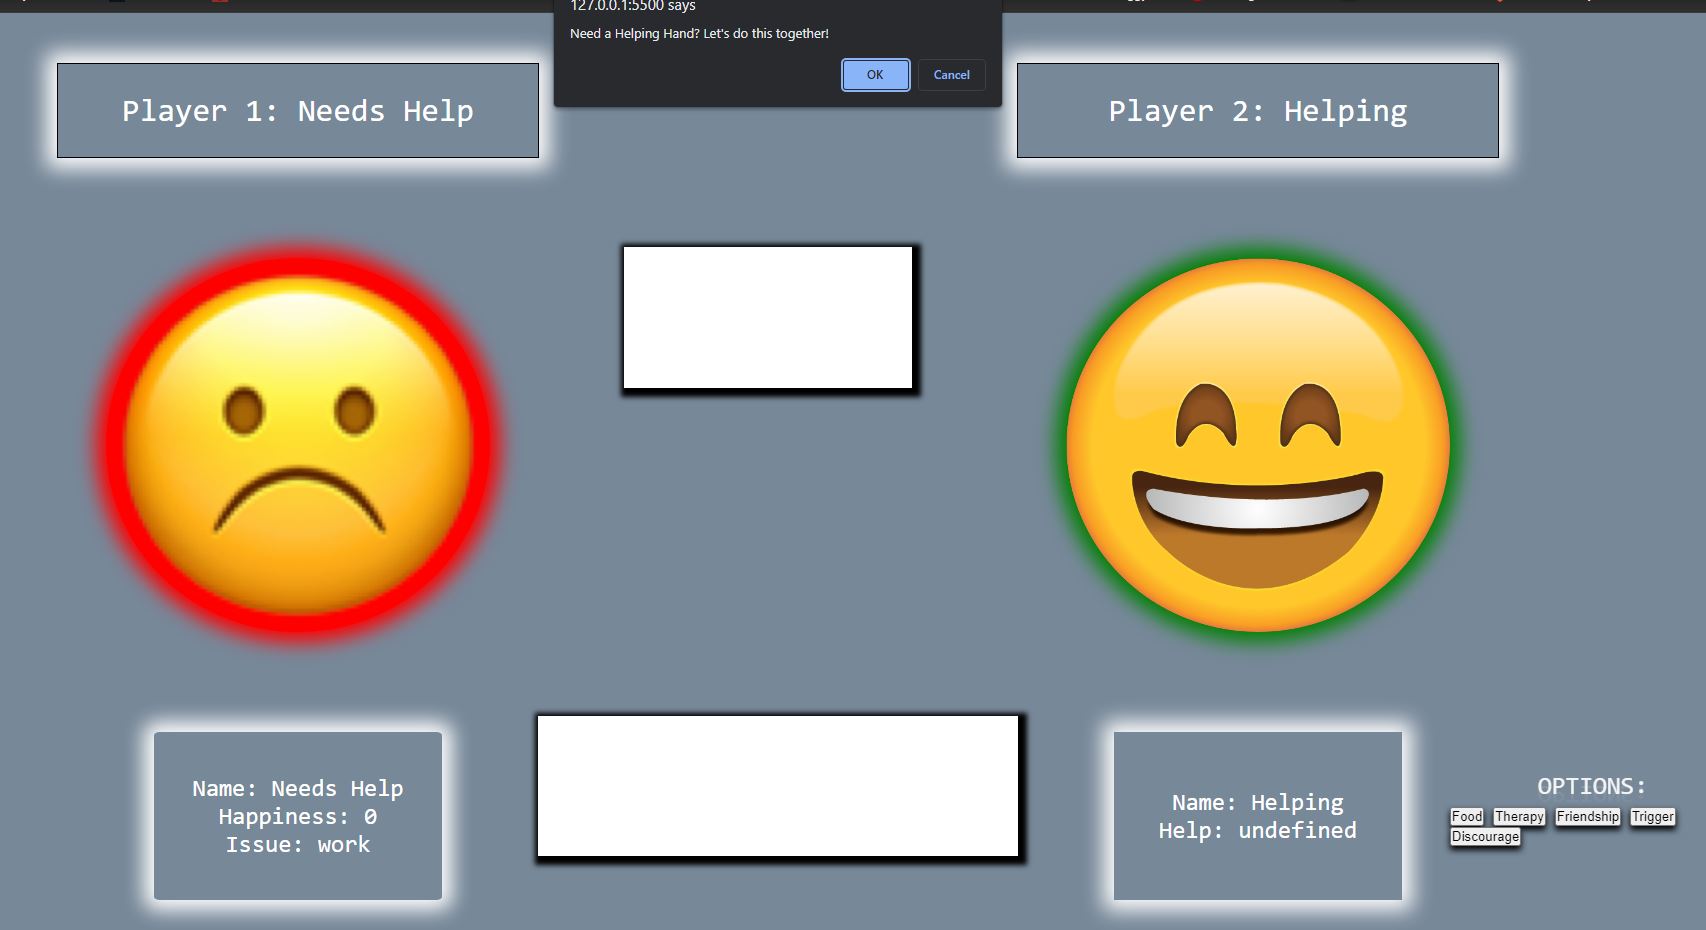 127.0.0.1:5500 says
Need a Helping Hand? Let's do this together!
OK
Cancel
Player 1: Needs Help
Player 2: Helping
Name: Needs Help
Happiness: 0
Issue: work
Name: Helping
Help: undefined
OPTIONS:
Food Therapy Friendship Trigger
Discourage